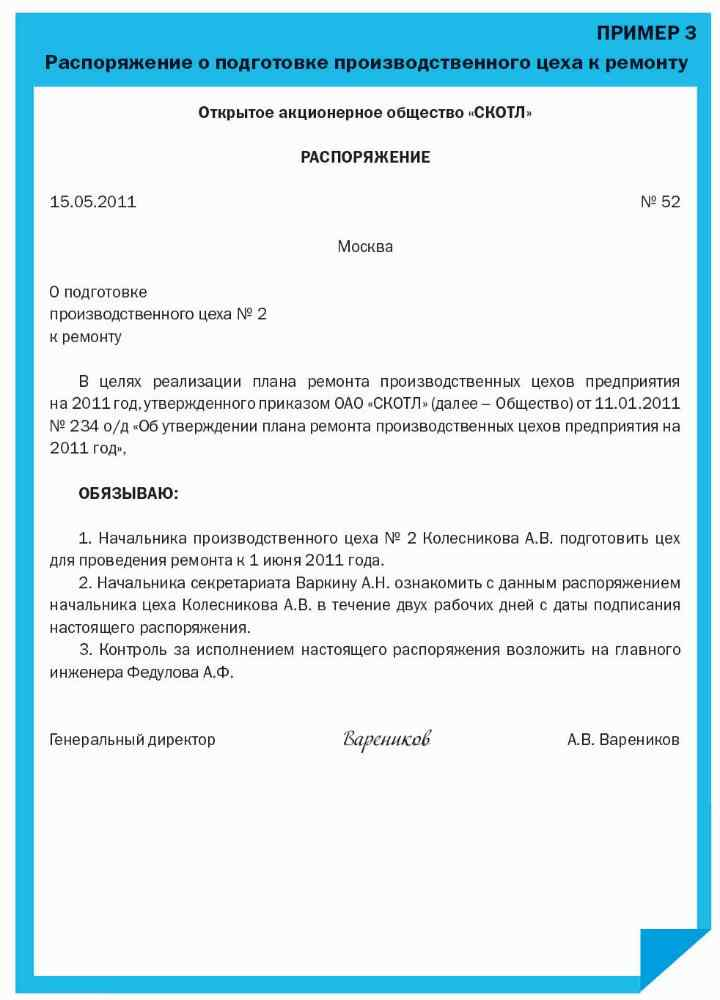 ПРИМЕР 3
Распоряжение о подготовке производственного цеха к ремонту
Открытое акционерное общество «СКОТЛ»
РАСПОРЯЖЕНИЕ
15.05.2011 № 52
Москва
О подготовке
производственного цеха № 2
к ремонту
В целях реализации плана ремонта производственных цехов предприятия
на 2011 год, утвержденного приказом ОАО «СКОТЛ» (далее – Общество) от 11.01.2011
№ 234 о/д «Об утверждении плана ремонта производственных цехов предприятия на
2011 год»,
ОБЯЗЫВАЮ:
1. Начальника производственного цеха № 2 Колесникова А.В. подготовить цех
для проведения ремонта к 1 июня 2011 года.
2. Начальника секретариата Варкину А.Н. ознакомить с данным распоряжением
начальника цеха Колесникова А.В. в течение двух рабочих дней с даты подписания
настоящего распоряжения.
3. Контроль за исполнением настоящего распоряжения возложить на главного
инженера Федулова А.Ф.
Генеральный директор Вареников А.В. Вареников